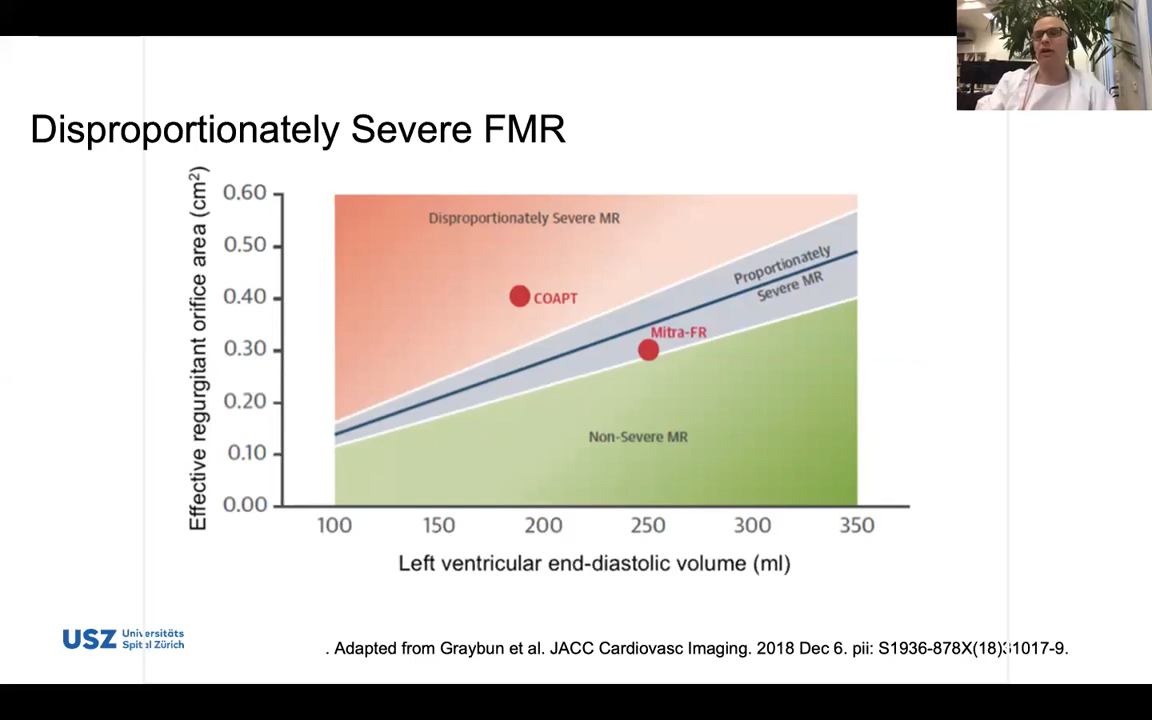 Disproportionately Severe FMR
Effective regurgitant orifice area (cm²)
0.60
0.50
0.40
0.30
0.20
0.10
0.00
Disproportionately Severe MR
COAPT
Proportionately
Severe MR
Mitra-FR
Non-Severe MR
100 150 200 250 300 350
Left ventricular end-diastolic volume (ml)
USZ Universitäts
Spital Zürich
. Adapted from Graybun et al. JACC Cardiovasc Imaging. 2018 Dec 6. pii: S1936-878X(18)31017-9.